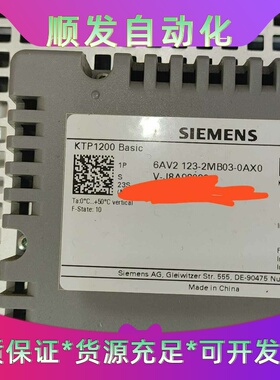 顺发自动化
SIEMENS
KTP1200 Basic
1P 6AV2 123-2MB03-0AX0
S
23S
Ta:0°C...+50°C vertical
F-State: 10
Siemens AG, Gleiwitzer Str. 555, DE-90475 Nu
Made in China
质保证*货源充足*可开发